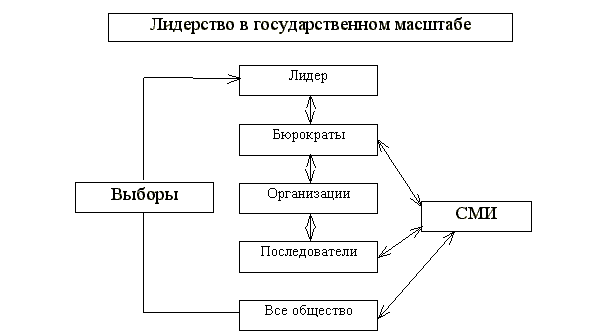 Лидерство в государственном масштабе
Лидер
Бюрократы
Выборы
Организации
СМИ
Последователи
Все общество